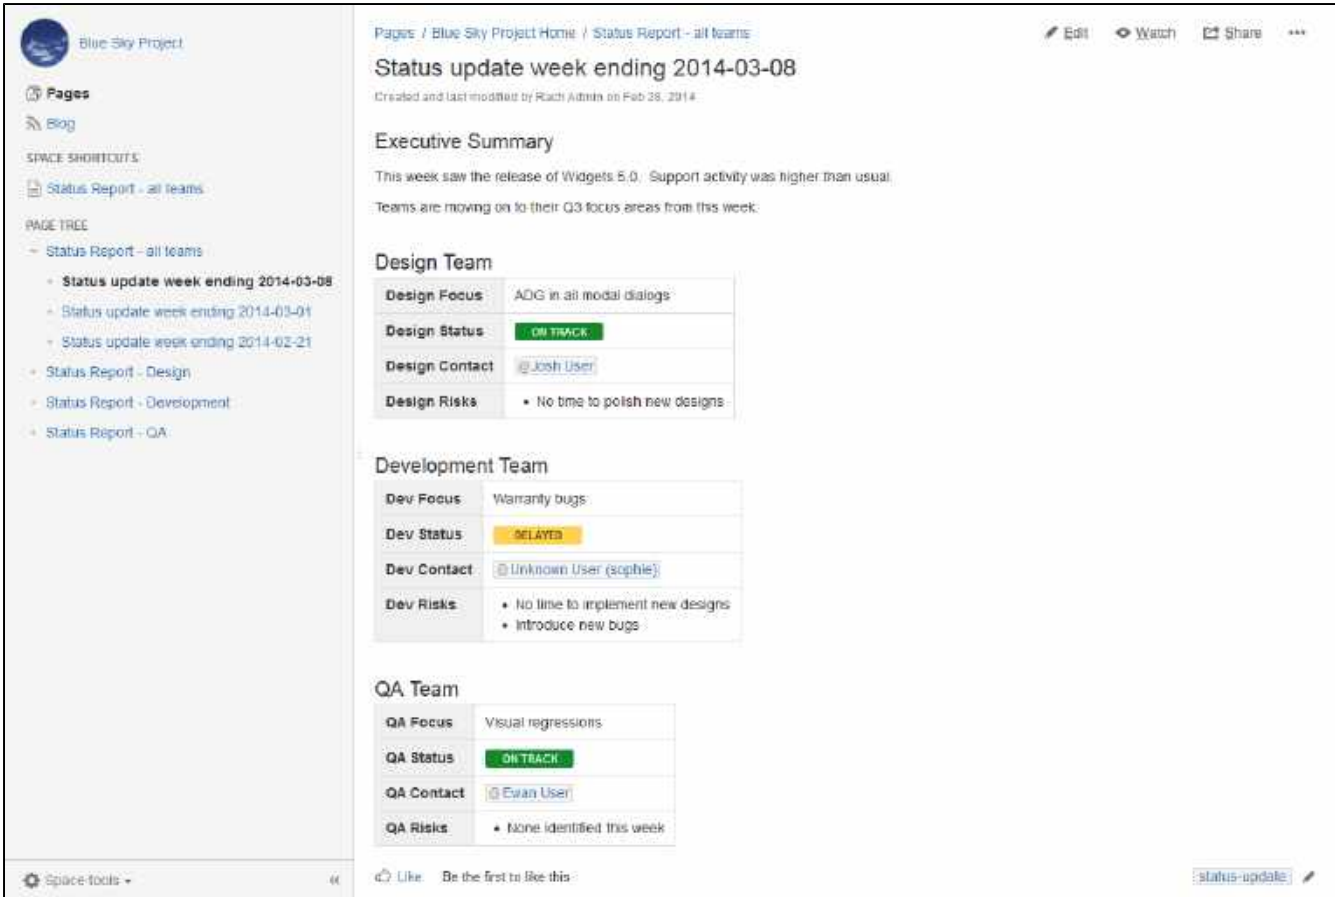 Blue Sky Project
Pages
Blog
SPACE SHORTCUTS
Status Report - all teams
PAGE TREE
Status Report - all teams
Status update week ending 2014-03-08
Status update week ending 2014-03-01
Status update week ending 2014-02-21
Status Report - Design
Status Report - Development
Status Report - QA
Space tools
Pages / Blue Sky Project Home / Status Report - all teams
Edit Watch Share
Status update week ending 2014-03-08
Created and last modified by Rach Admin on Feb 28, 2014
Executive Summary
This week saw the release of Widgets 5.0. Support activity was higher than usual.
Teams are moving on to their Q3 focus areas from this week.
Design Team
Design Focus ADG in all modal dialogs
Design Status ON TRACK
Design Contact @Josh User
Design Risks • No time to polish new designs
Development Team
Dev Focus Warranty bugs
Dev Status DELAYED
Dev Contact @Unknown User (sophie)
Dev Risks • No time to implement new designs
• Introduce new bugs
QA Team
QA Focus Visual regressions
QA Status ON TRACK
QA Contact @Ewan User
QA Risks • None identified this week
Like Be the first to like this
status-update